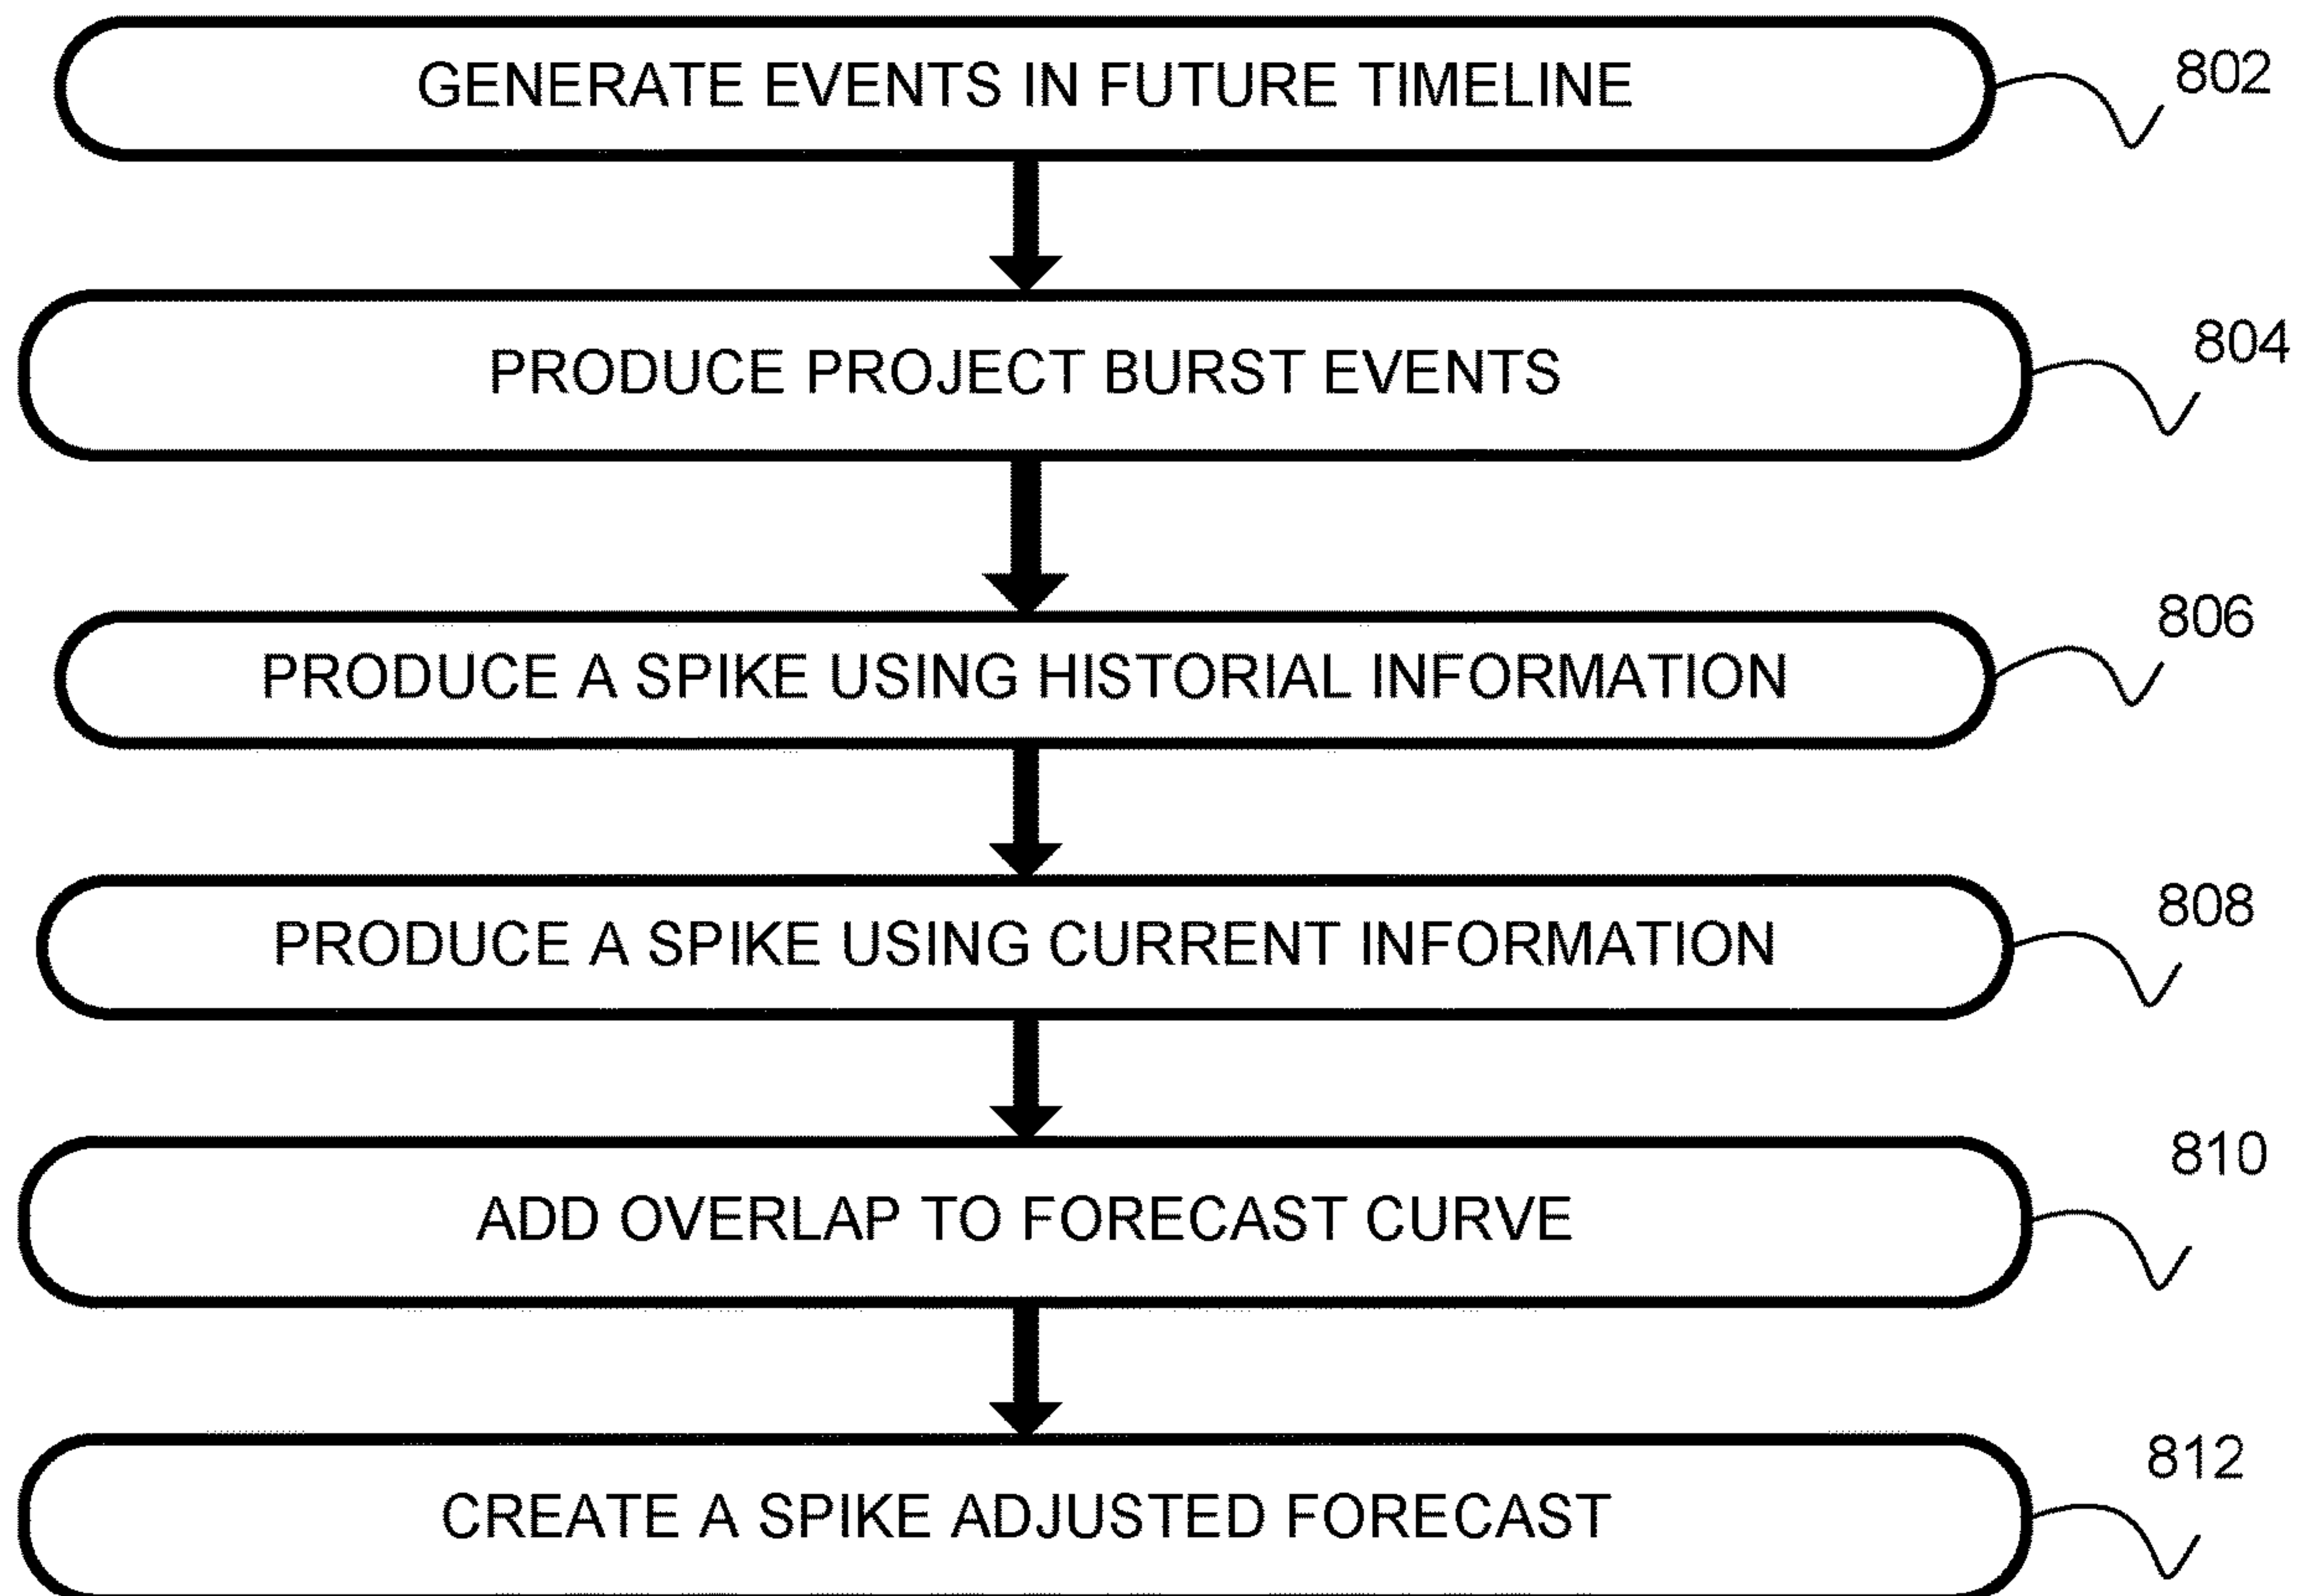 GENERATE EVENTS IN FUTURE TIMELINE
802
PRODUCE PROJECT BURST EVENTS
804
PRODUCE A SPIKE USING HISTORIAL INFORMATION
806
PRODUCE A SPIKE USING CURRENT INFORMATION
808
ADD OVERLAP TO FORECAST CURVE
810
CREATE A SPIKE ADJUSTED FORECAST
812